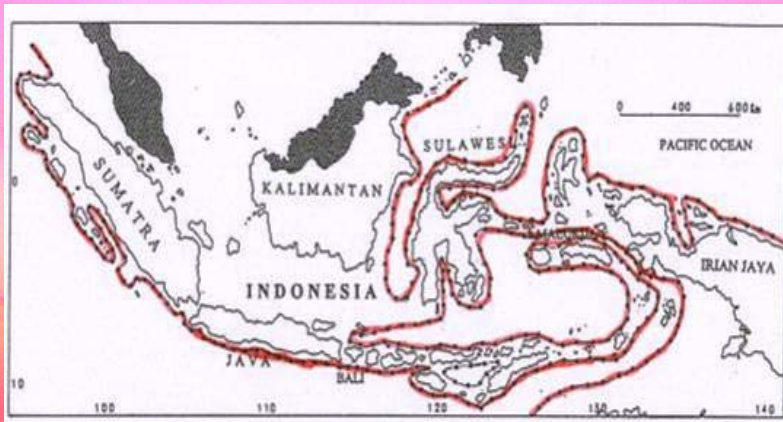 0 400 600 km
SULAWESI
PACIFIC OCEAN
0
SUMATRA
KALIMANTAN
MALUKU
IRIAN JAYA
INDONESIA
JAVA
BALI
10
100 110 120 130 140